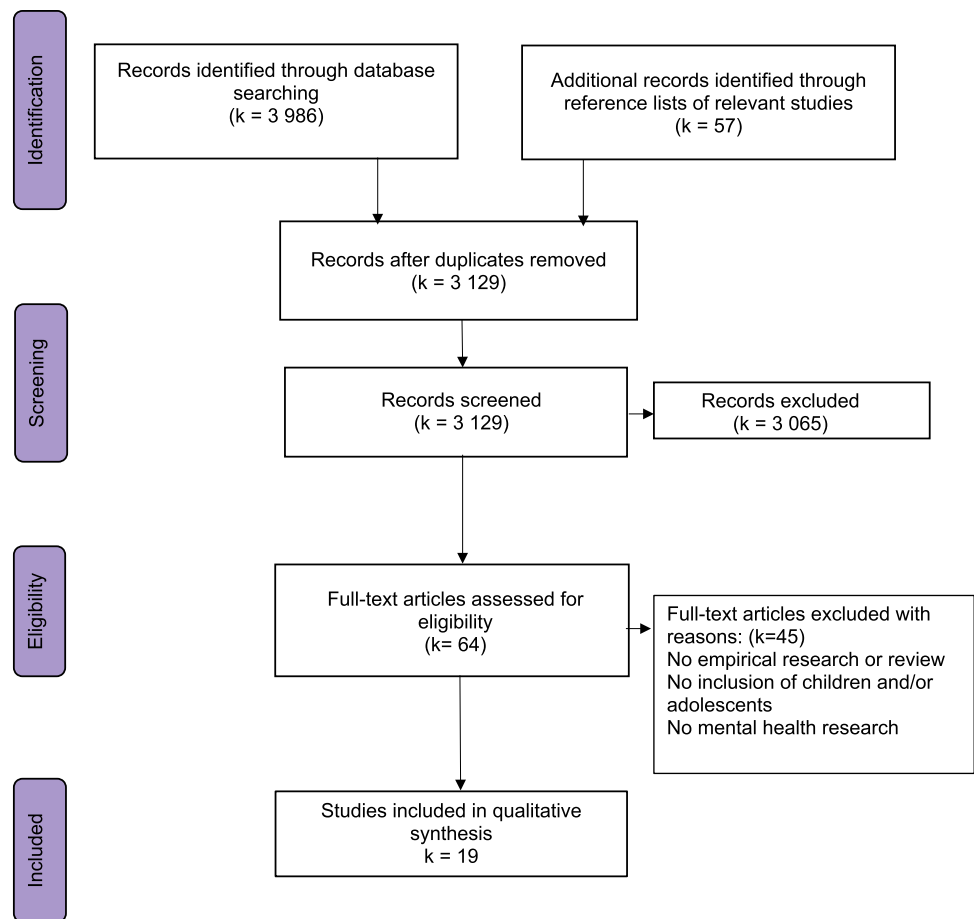 Identification
Records identified through database
searching
(k = 3 986)
Additional records identified through
reference lists of relevant studies
(k = 57)
Records after duplicates removed
(k = 3 129)
Screening
Records screened
(k = 3 129)
Records excluded
(k = 3 065)
Eligibility
Full-text articles assessed for
eligibility
(k= 64)
Full-text articles excluded with
reasons: (k=45)
No empirical research or review
No inclusion of children and/or
adolescents
No mental health research
Included
Studies included in qualitative
synthesis
k = 19